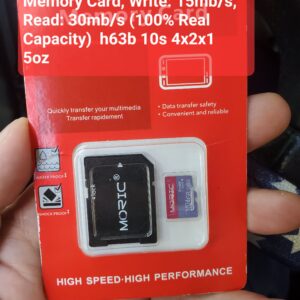 Memory Card, Write: 15mb/s,
Read: 30mb/s (100% Real
Capacity) h63b 10s 4x2x1
5oz
Quickly transfer your multimedia
Transfer rapidement
• Data transfer safety
• Convenient and reliable
MORIC
MORIC
HIGH SPEED·HIGH PERFORMANCE